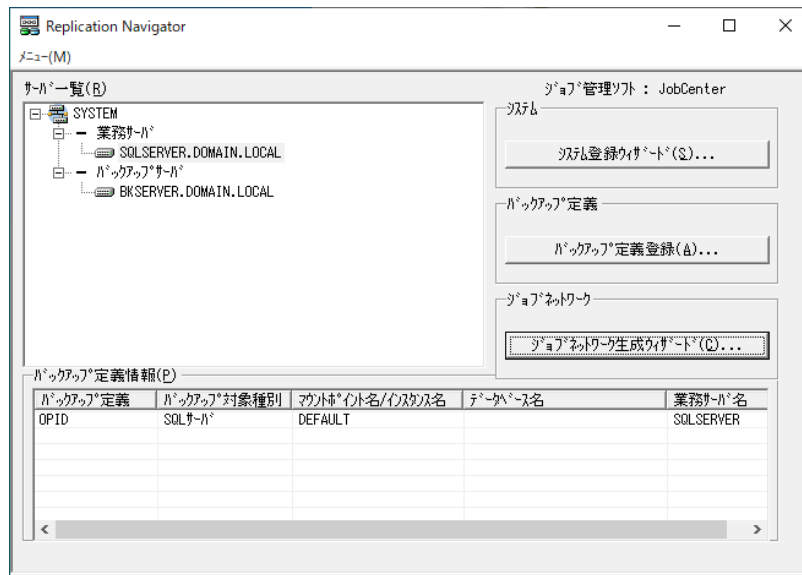 Replication Navigator
ﾒﾆｭｰ(M)
ｻｰﾊﾞ一覧(R)
ｼﾞｮﾌﾞ管理ｿﾌﾄ : JobCenter
SYSTEM
業務ｻｰﾊﾞ
SQLSERVER.DOMAIN.LOCAL
ﾊﾞｯｸｱｯﾌﾟｻｰﾊﾞ
BKSERVER.DOMAIN.LOCAL
ｼｽﾃﾑ
ｼｽﾃﾑ登録ｳｨｻﾞｰﾄﾞ(S)...
ﾊﾞｯｸｱｯﾌﾟ定義
ﾊﾞｯｸｱｯﾌﾟ定義登録(A)...
ｼﾞｮﾌﾞﾈｯﾄﾜｰｸ
ｼﾞｮﾌﾞﾈｯﾄﾜｰｸ生成ｳｨｻﾞｰﾄﾞ(C)...
ﾊﾞｯｸｱｯﾌﾟ定義情報(P)
ﾊﾞｯｸｱｯﾌﾟ定義 ﾊﾞｯｸｱｯﾌﾟ対象種別 ﾏｳﾝﾄﾎﾟｲﾝﾄ名/ｲﾝｽﾀﾝｽ名 ﾃﾞｰﾀﾍﾞｰｽ名 業務ｻｰﾊﾞ名
OPID SQLｻｰﾊﾞ DEFAULT SQLSERVER